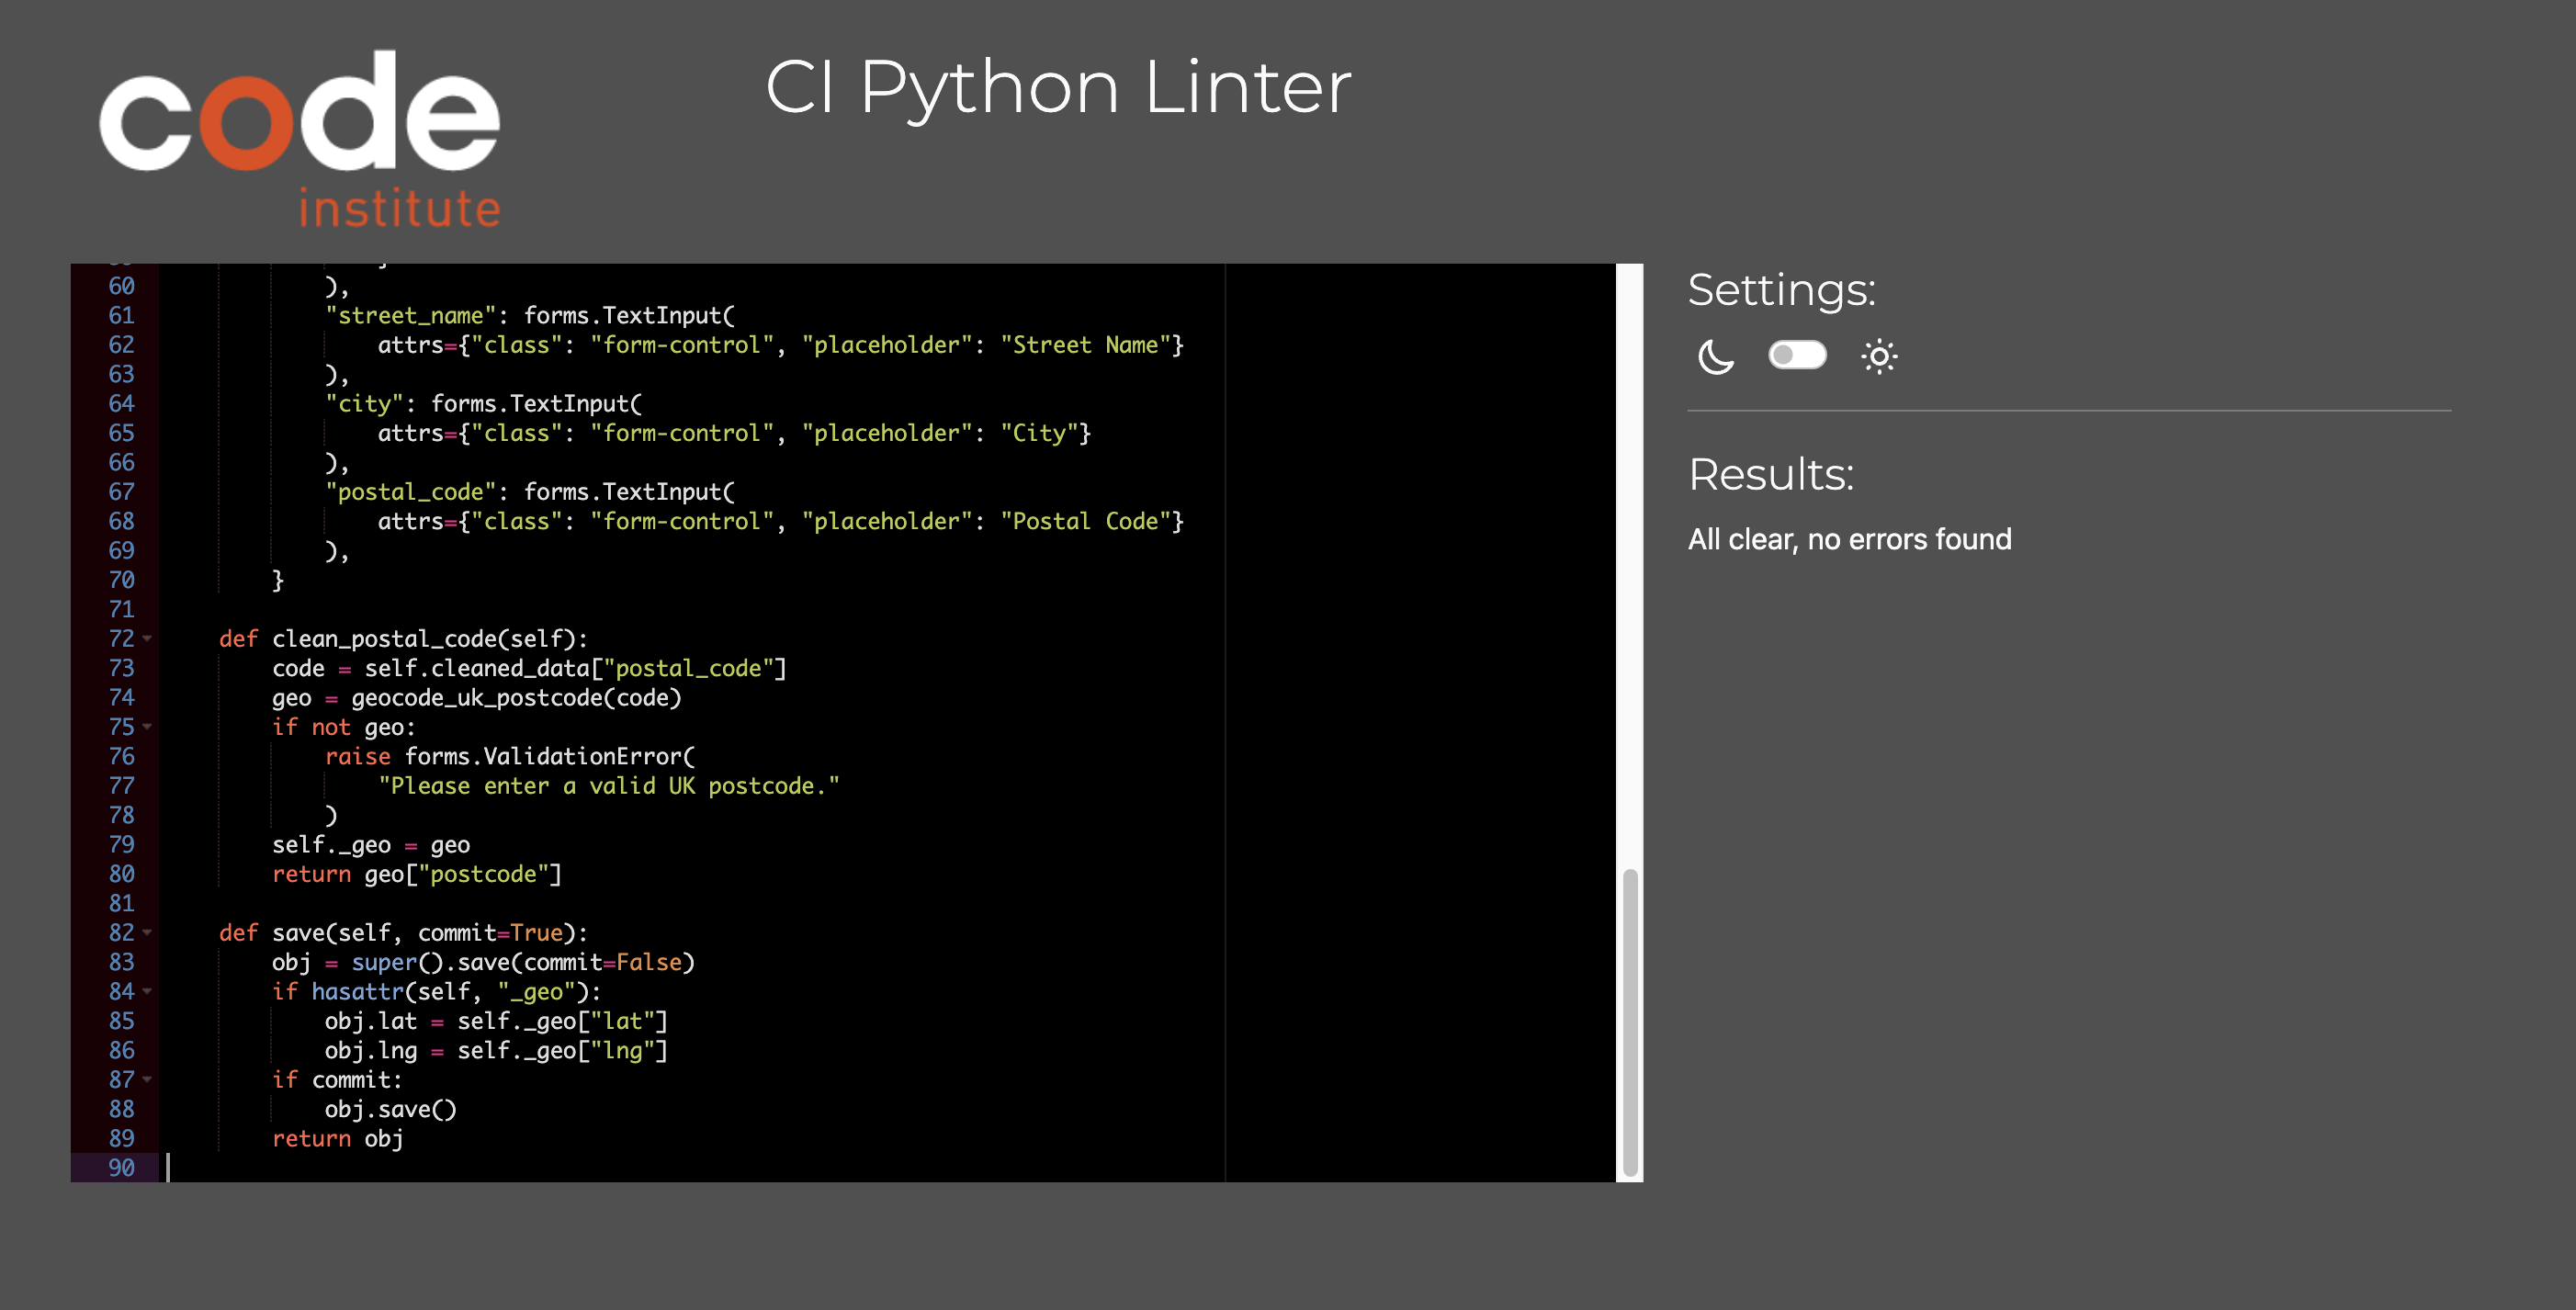 code
institute
CI Python Linter
60 ),
61 "street_name": forms.TextInput(
62 attrs={"class": "form-control", "placeholder": "Street Name"}
63 ),
64 "city": forms.TextInput(
65 attrs={"class": "form-control", "placeholder": "City"}
66 ),
67 "postal_code": forms.TextInput(
68 attrs={"class": "form-control", "placeholder": "Postal Code"}
69 ),
70 }
71
72 def clean_postal_code(self):
73 code = self.cleaned_data["postal_code"]
74 geo = geocode_uk_postcode(code)
75 if not geo:
76 raise forms.ValidationError(
77 "Please enter a valid UK postcode."
78 )
79 self._geo = geo
80 return geo["postcode"]
81
82 def save(self, commit=True):
83 obj = super().save(commit=False)
84 if hasattr(self, "_geo"):
85 obj.lat = self._geo["lat"]
86 obj.lng = self._geo["lng"]
87 if commit:
88 obj.save()
89 return obj
90
Settings:
Results:
All clear, no errors found